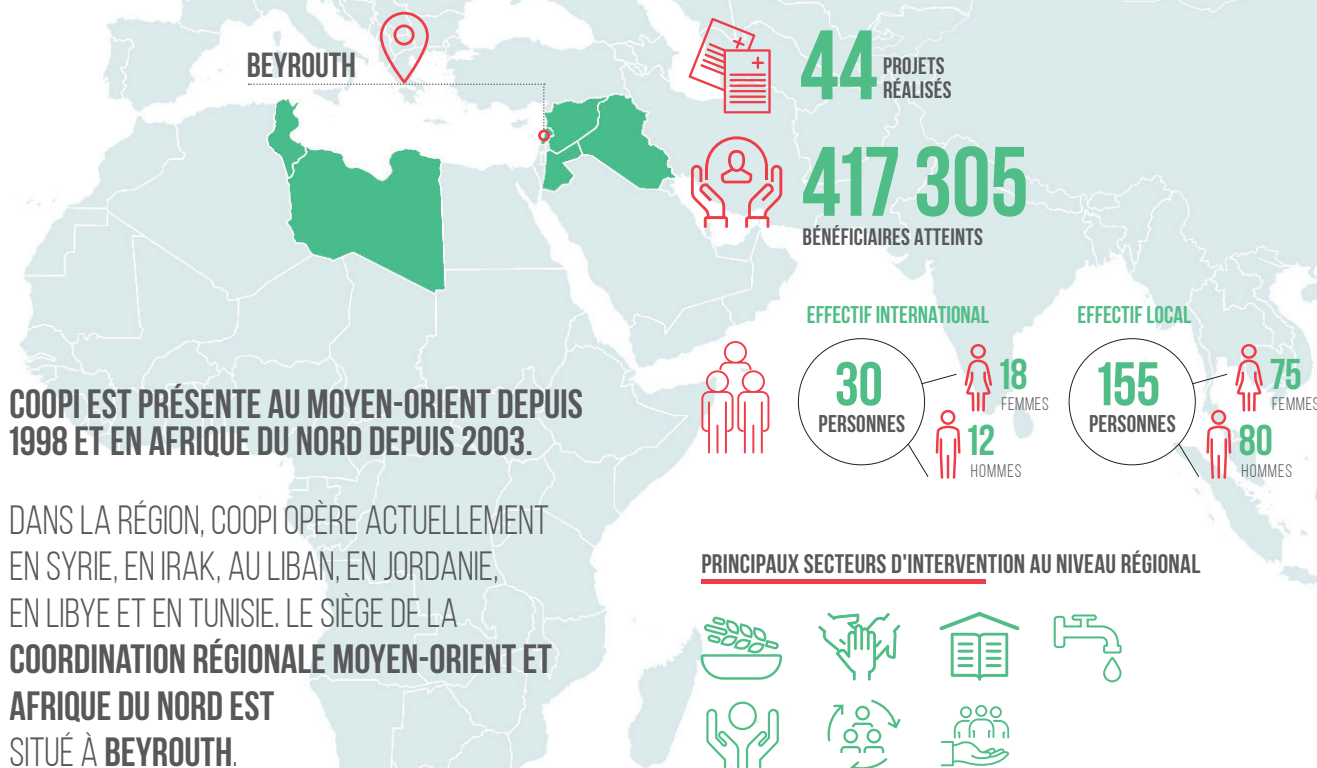 BEYROUTH
44 PROJETS
RÉALISÉS
417 305
BÉNÉFICIAIRES ATTEINTS
EFFECTIF INTERNATIONAL
30
PERSONNES
18
FEMMES
12
HOMMES
EFFECTIF LOCAL
155
PERSONNES
75
FEMMES
80
HOMMES
COOPI EST PRÉSENTE AU MOYEN-ORIENT DEPUIS
1998 ET EN AFRIQUE DU NORD DEPUIS 2003.
DANS LA RÉGION, COOPI OPÈRE ACTUELLEMENT
EN SYRIE, EN IRAK, AU LIBAN, EN JORDANIE,
EN LIBYE ET EN TUNISIE. LE SIÈGE DE LA
COORDINATION RÉGIONALE MOYEN-ORIENT ET
AFRIQUE DU NORD EST
SITUÉ À BEYROUTH.
PRINCIPAUX SECTEURS D'INTERVENTION AU NIVEAU RÉGIONAL